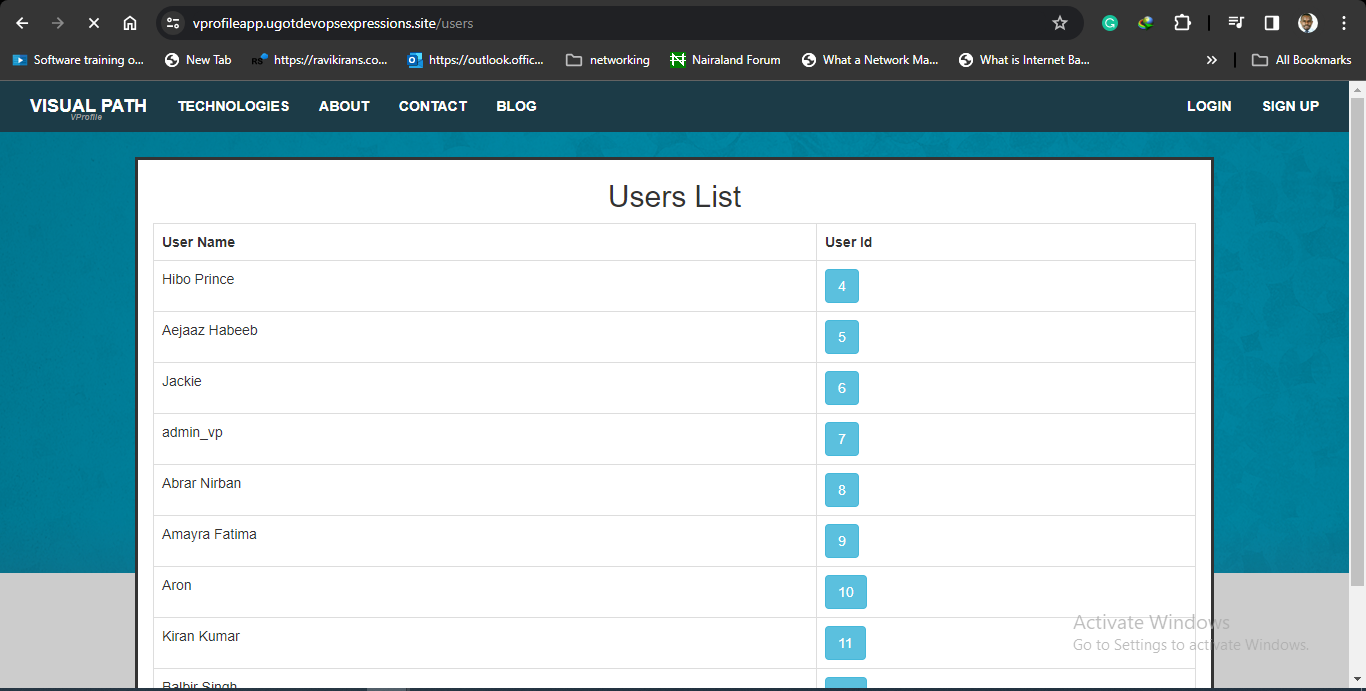 vprofileapp.ugotdevopsexpressions.site/users
Software training o... New Tab RS https://ravikirans.co... https://outlook.offic... networking Nairaland Forum What a Network Ma... What is Internet Ba... » All Bookmarks
VISUAL PATH TECHNOLOGIES ABOUT CONTACT BLOG LOGIN SIGN UP
VProfile
Users List
User Name User Id
Hibo Prince 4
Aejaaz Habeeb 5
Jackie 6
admin_vp 7
Abrar Nirban 8
Amayra Fatima 9
Aron 10
Kiran Kumar 11
Balbir Singh
Activate Windows
Go to Settings to activate Windows.